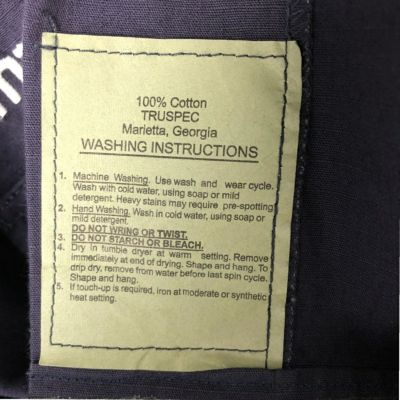 100% Cotton
TRUSPEC
Marietta, Georgia
WASHING INSTRUCTIONS
1. Machine Washing. Use wash and wear cycle.
Wash with cold water, using soap or mild
detergent. Heavy stains may require pre-spotting
2. Hand Washing. Wash in cold water, using soap or
mild detergent.
DO NOT WRING OR TWIST.
3. DO NOT STARCH OR BLEACH.
4. Dry in tumble dryer at warm setting. Remove
immediately at end of drying. Shape and hang. To
drip dry, remove from water before last spin cycle.
Shape and hang.
5. If touch-up is required, iron at moderate or synthetic
heat setting.